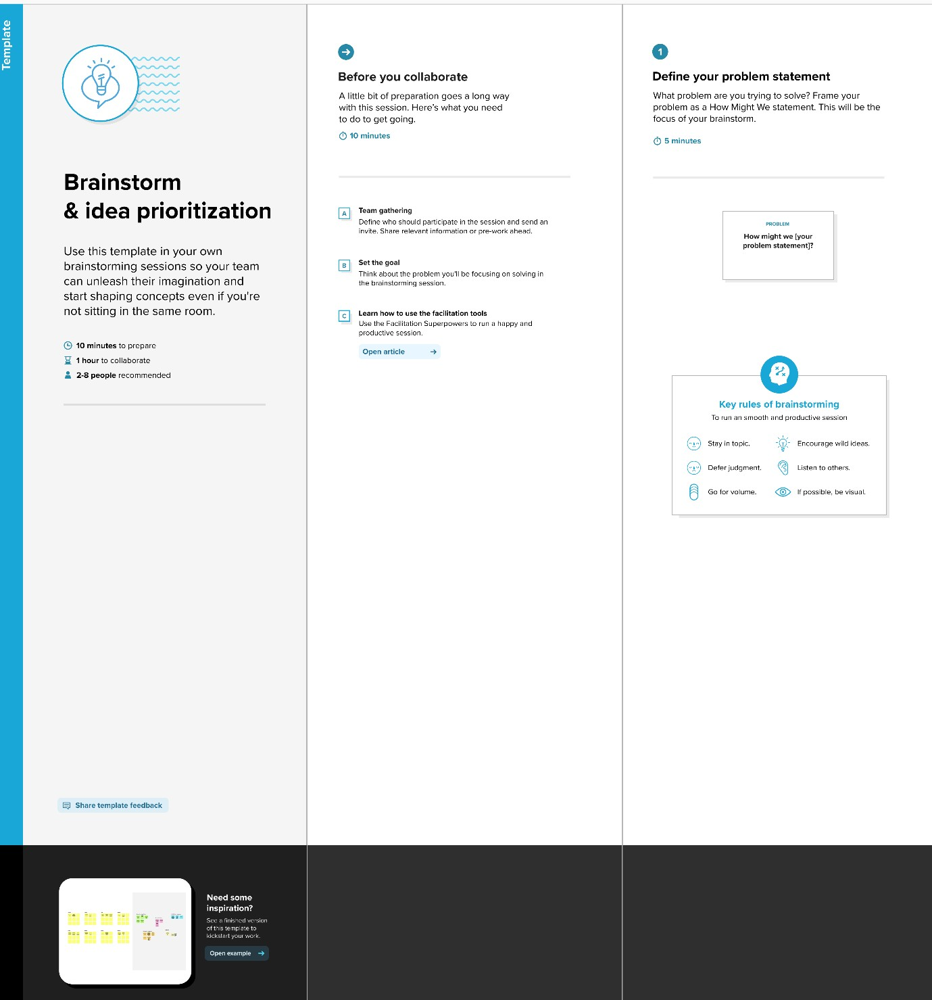 Template
Brainstorm
& idea prioritization
Use this template in your own
brainstorming sessions so your team
can unleash their imagination and
start shaping concepts even if you're
not sitting in the same room.
10 minutes to prepare
1 hour to collaborate
2-8 people recommended
Share template feedback
Need some
inspiration?
See a finished version
of this template to
kickstart your work.
Open example
Before you collaborate
A little bit of preparation goes a long way
with this session. Here's what you need
to do to get going.
10 minutes
A
Team gathering
Define who should participate in the session and send an
invite. Share relevant information or pre-work ahead.
B
Set the goal
Think about the problem you'll be focusing on solving in
the brainstorming session.
C
Learn how to use the facilitation tools
Use the Facilitation Superpowers to run a happy and
productive session.
Open article
1
Define your problem statement
What problem are you trying to solve? Frame your
problem as a How Might We statement. This will be the
focus of your brainstorm.
5 minutes
PROBLEM
How might we [your
problem statement]?
Key rules of brainstorming
To run an smooth and productive session
Stay in topic.
Encourage wild ideas.
Defer judgment.
Listen to others.
Go for volume.
If possible, be visual.